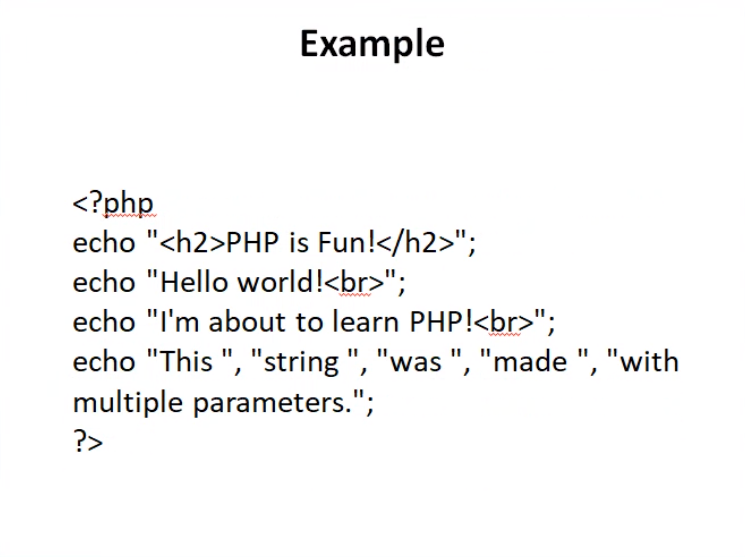 Example
<?php
echo "<h2>PHP is Fun!</h2>";
echo "Hello world!<br>";
echo "I'm about to learn PHP!<br>";
echo "This ", "string ", "was ", "made ", "with
multiple parameters.";
?>